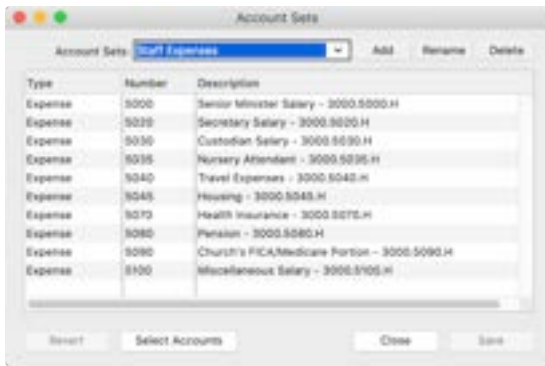 Account Sets
Account Sets: Staff Expenses Add Rename Delete
Type Number Description
Expense 5000 Senior Minister Salary - 3000.5000.H
Expense 5020 Secretary Salary - 3000.5020.H
Expense 5030 Custodian Salary - 3000.5030.H
Expense 5035 Nursery Attendant - 3000.5035.H
Expense 5040 Travel Expenses - 3000.5040.H
Expense 5045 Housing - 3000.5045.H
Expense 5070 Health Insurance - 3000.5070.H
Expense 5080 Pension - 3000.5080.H
Expense 5090 Church's FICA/Medicare Portion - 3000.5090.H
Expense 5100 Miscellaneous Salary - 3000.5100.H
Revert Select Accounts Close Save